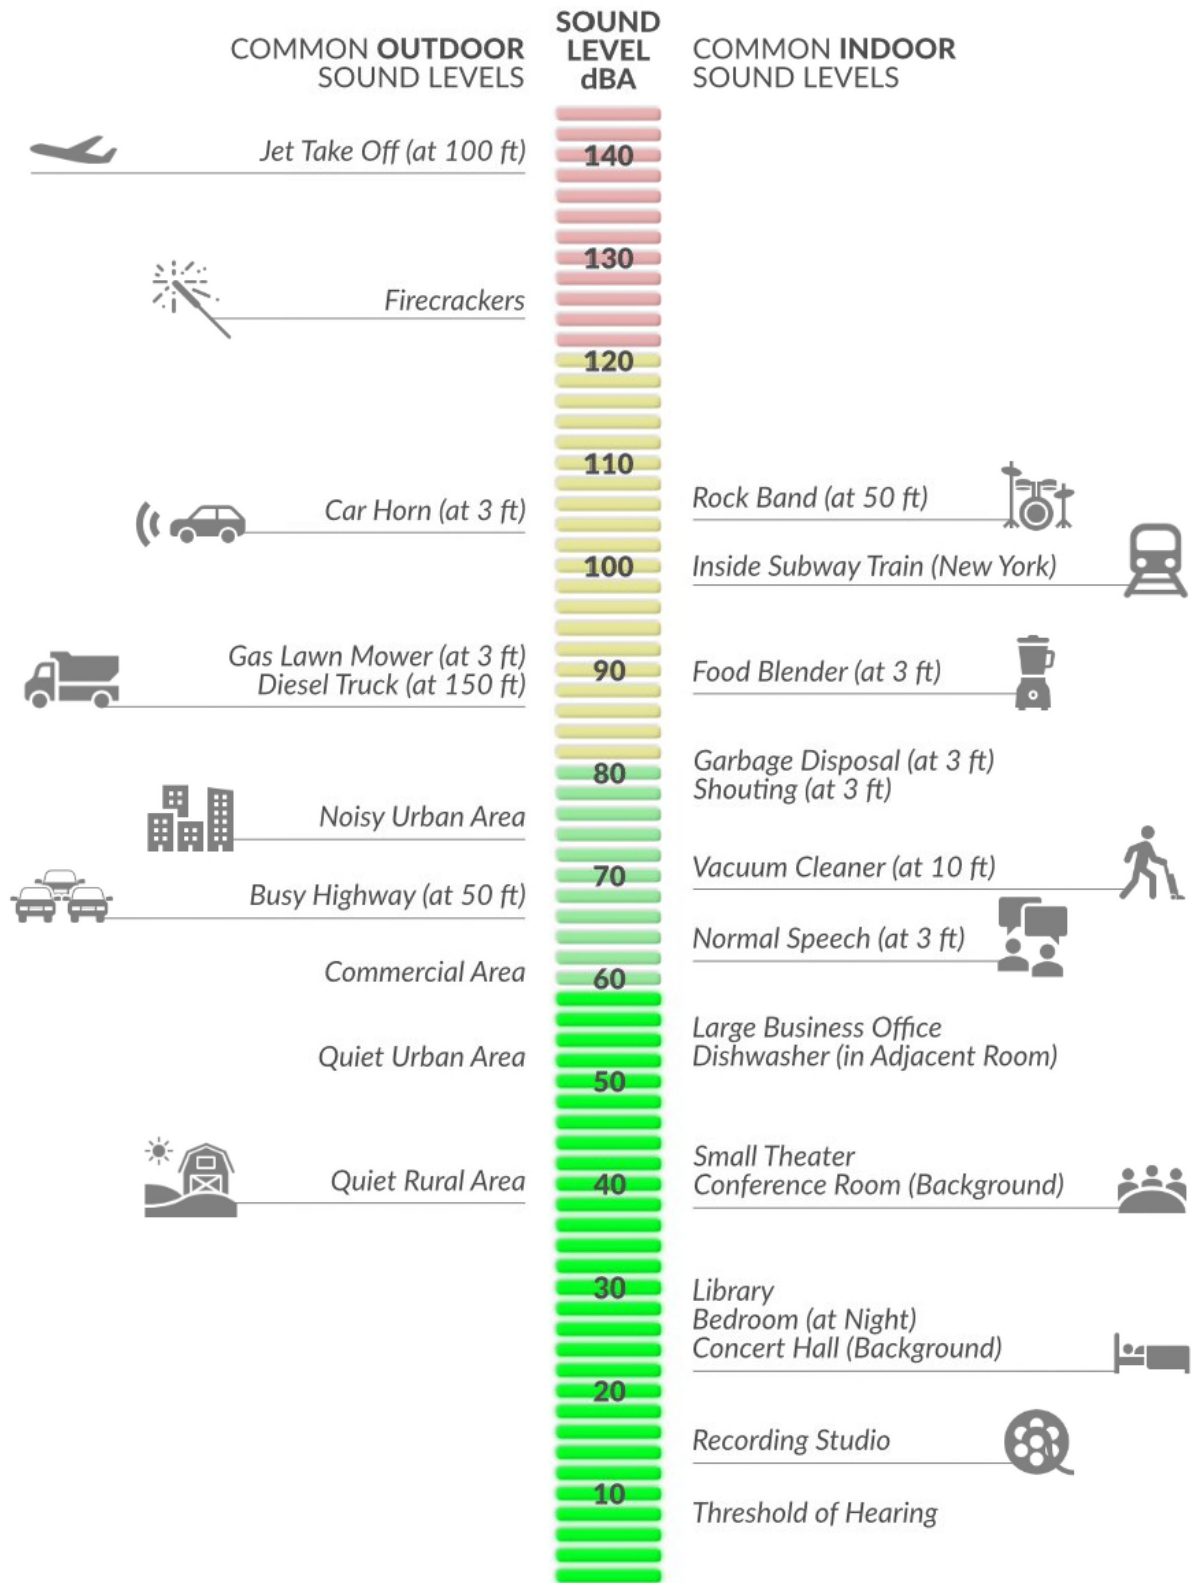 SOUND
LEVEL
dBA
COMMON OUTDOOR
SOUND LEVELS
COMMON INDOOR
SOUND LEVELS
Jet Take Off (at 100 ft)
140
130
Firecrackers
120
110
Car Horn (at 3 ft)
Rock Band (at 50 ft)
100
Inside Subway Train (New York)
Gas Lawn Mower (at 3 ft)
Diesel Truck (at 150 ft)
90
Food Blender (at 3 ft)
80
Garbage Disposal (at 3 ft)
Shouting (at 3 ft)
Noisy Urban Area
70
Vacuum Cleaner (at 10 ft)
Busy Highway (at 50 ft)
Normal Speech (at 3 ft)
Commercial Area
60
Quiet Urban Area
Large Business Office
Dishwasher (in Adjacent Room)
50
Quiet Rural Area
40
Small Theater
Conference Room (Background)
30
Library
Bedroom (at Night)
Concert Hall (Background)
20
Recording Studio
10
Threshold of Hearing